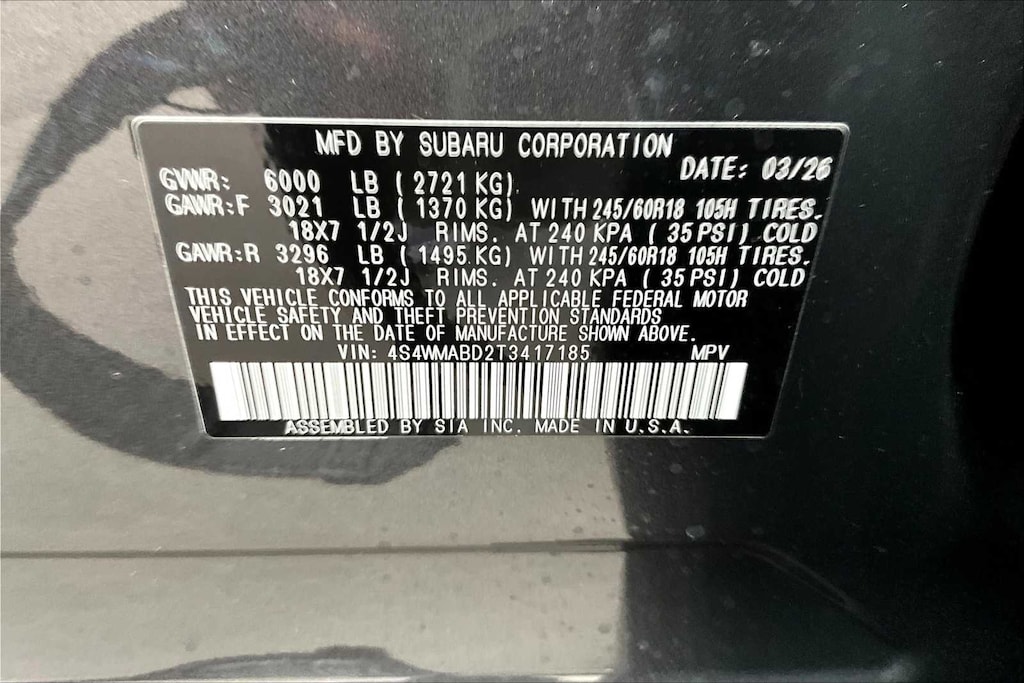 MFD BY SUBARU CORPORATION
DATE: 03/26
GVWR: 6000 LB ( 2721 KG)
GAWR:F 3021 LB ( 1370 KG) WITH 245/60R18 105H TIRES.
18X7 1/2J RIMS. AT 240 KPA ( 35 PSI) COLD
GAWR:R 3296 LB ( 1495 KG) WITH 245/60R18 105H TIRES.
18X7 1/2J RIMS. AT 240 KPA ( 35 PSI) COLD
THIS VEHICLE CONFORMS TO ALL APPLICABLE FEDERAL MOTOR
VEHICLE SAFETY AND THEFT PREVENTION STANDARDS
IN EFFECT ON THE DATE OF MANUFACTURE SHOWN ABOVE.
VIN: 4S4WMABD2T3417185 MPV
ASSEMBLED BY SIA INC. MADE IN U.S.A.